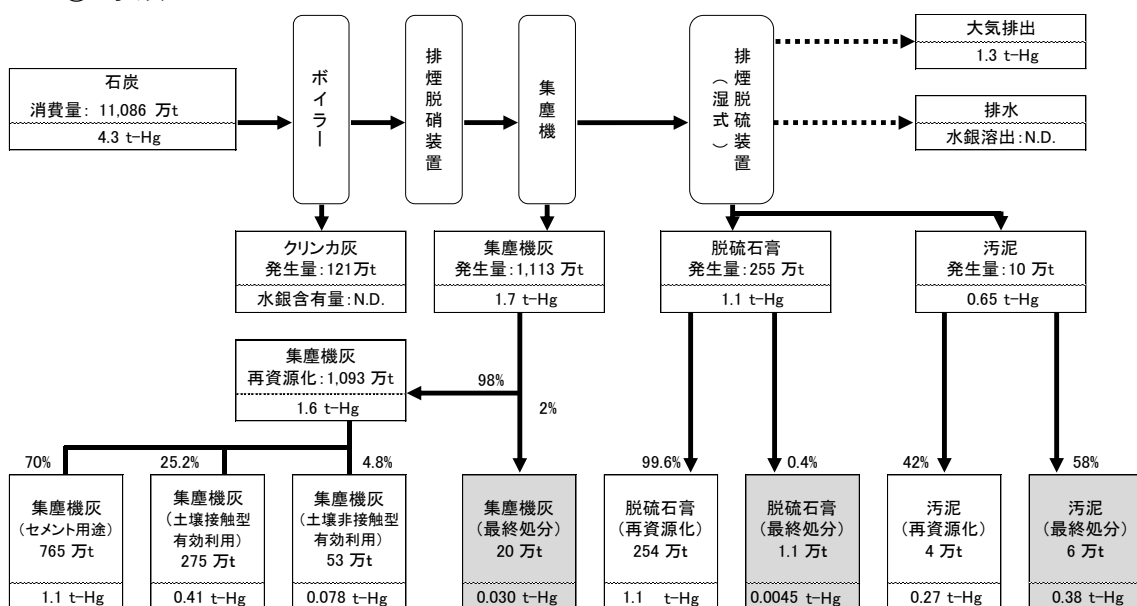 大気排出
1.3 t-Hg
石炭
消費量： 11,086 万t
4.3 t-Hg
ボイラー
排煙脱硝装置
集塵機
排煙脱硫装置
（湿式）
排水
水銀溶出：N.D.
クリンカ灰
発生量：121万t
水銀含有量：N.D.
集塵機灰
発生量：1,113 万t
1.7 t-Hg
脱硫石膏
発生量：255 万t
1.1 t-Hg
汚泥
発生量：10 万t
0.65 t-Hg
集塵機灰
再資源化：1,093 万t
1.6 t-Hg
98%
2%
70%
25.2%
4.8%
99.6%
0.4%
42%
58%
集塵機灰
（セメント用途）
765 万t
1.1 t-Hg
集塵機灰
（土壌接触型
有効利用）
275 万t
0.41 t-Hg
集塵機灰
（土壌非接触型
有効利用）
53 万t
0.078 t-Hg
集塵機灰
（最終処分）
20 万t
0.030 t-Hg
脱硫石膏
（再資源化）
254 万t
1.1 t-Hg
脱硫石膏
（最終処分）
1.1 万t
0.0045 t-Hg
汚泥
（再資源化）
4 万t
0.27 t-Hg
汚泥
（最終処分）
6 万t
0.38 t-Hg